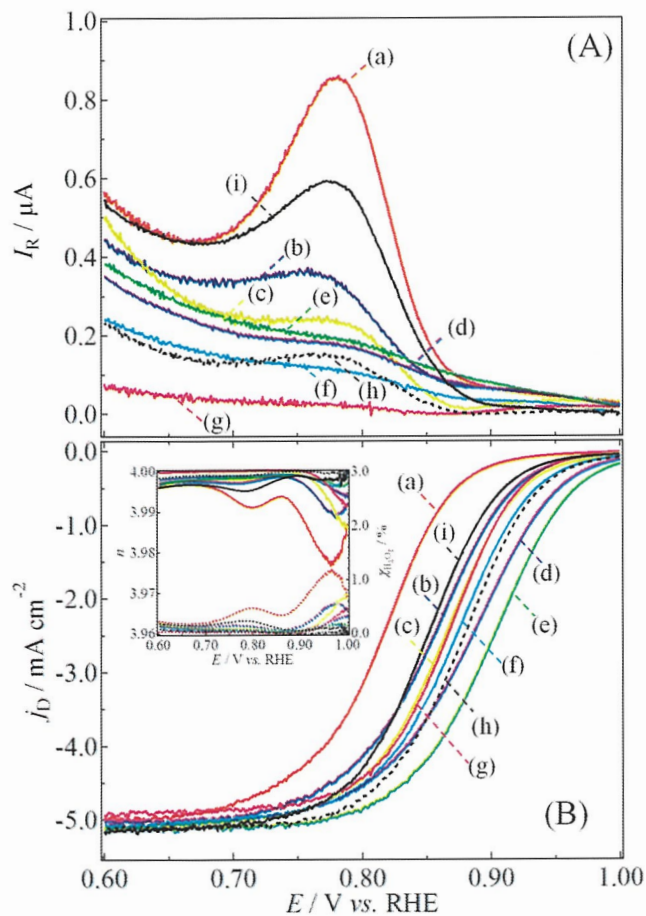 1.0
(A)
(a)
0.8
(i)
0.6
(b)
I_R / μA
0.4
(c)
(e)
(d)
0.2
(f)
(h)
0.0
(g)
0.0
4.00
3.0
(a)
-1.0
3.99
2.0
(i)
n
3.98
χH₂O₂ / %
(b)
(d)
-2.0
3.97
1.0
(e)
3.96
0.0
(c)
0.60 0.70 0.80 0.90 1.00
(f)
E / V vs. RHE
-3.0
j_D / mA cm⁻²
(h)
(g)
-4.0
(B)
-5.0
0.60 0.70 0.80 0.90 1.00
E / V vs. RHE